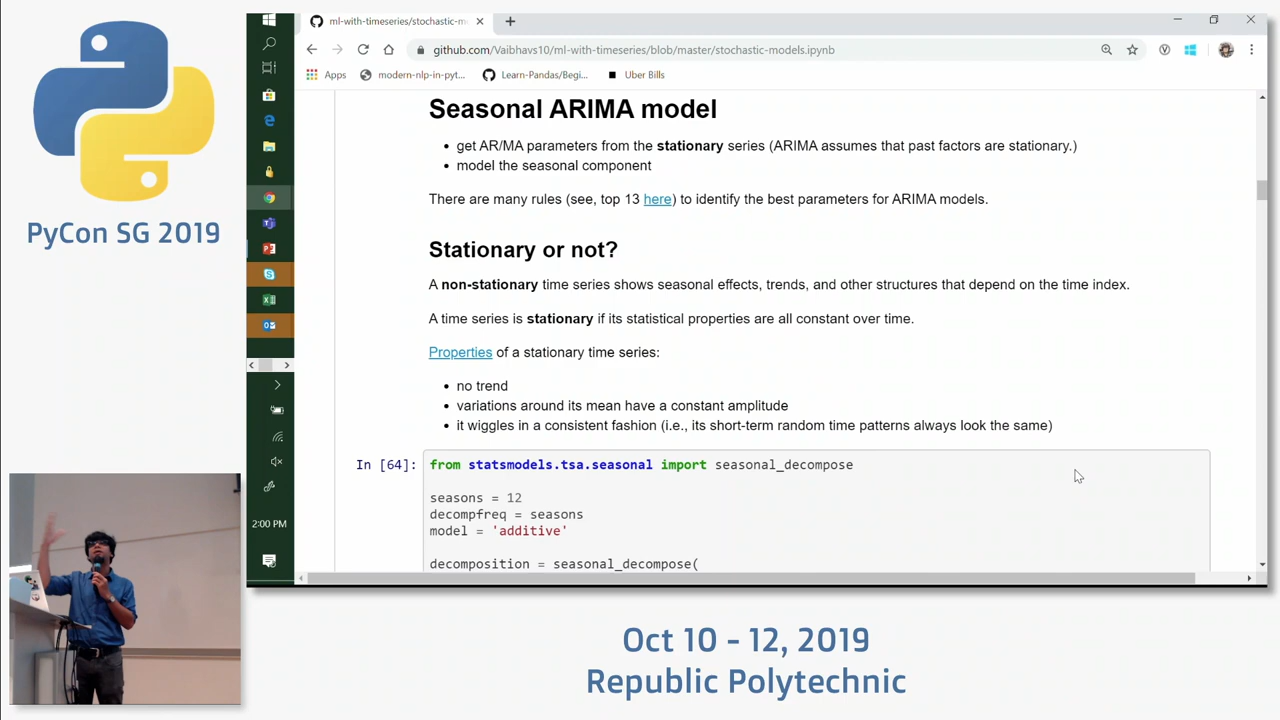 PyCon SG 2019
ml-with-timeseries/stochastic-m
github.com/Vaibhavs10/ml-with-timeseries/blob/master/stochastic-models.ipynb
Apps
modern-nlp-in-pyt...
Learn-Pandas/Begi...
Uber Bills
Seasonal ARIMA model
• get AR/MA parameters from the stationary series (ARIMA assumes that past factors are stationary.)
• model the seasonal component
There are many rules (see, top 13 here) to identify the best parameters for ARIMA models.
Stationary or not?
A non-stationary time series shows seasonal effects, trends, and other structures that depend on the time index.
A time series is stationary if its statistical properties are all constant over time.
Properties of a stationary time series:
• no trend
• variations around its mean have a constant amplitude
• it wiggles in a consistent fashion (i.e., its short-term random time patterns always look the same)
In [64]: from statsmodels.tsa.seasonal import seasonal_decompose
seasons = 12
decompfreq = seasons
model = 'additive'
decomposition = seasonal_decompose(
2:00 PM
Oct 10 - 12, 2019
Republic Polytechnic